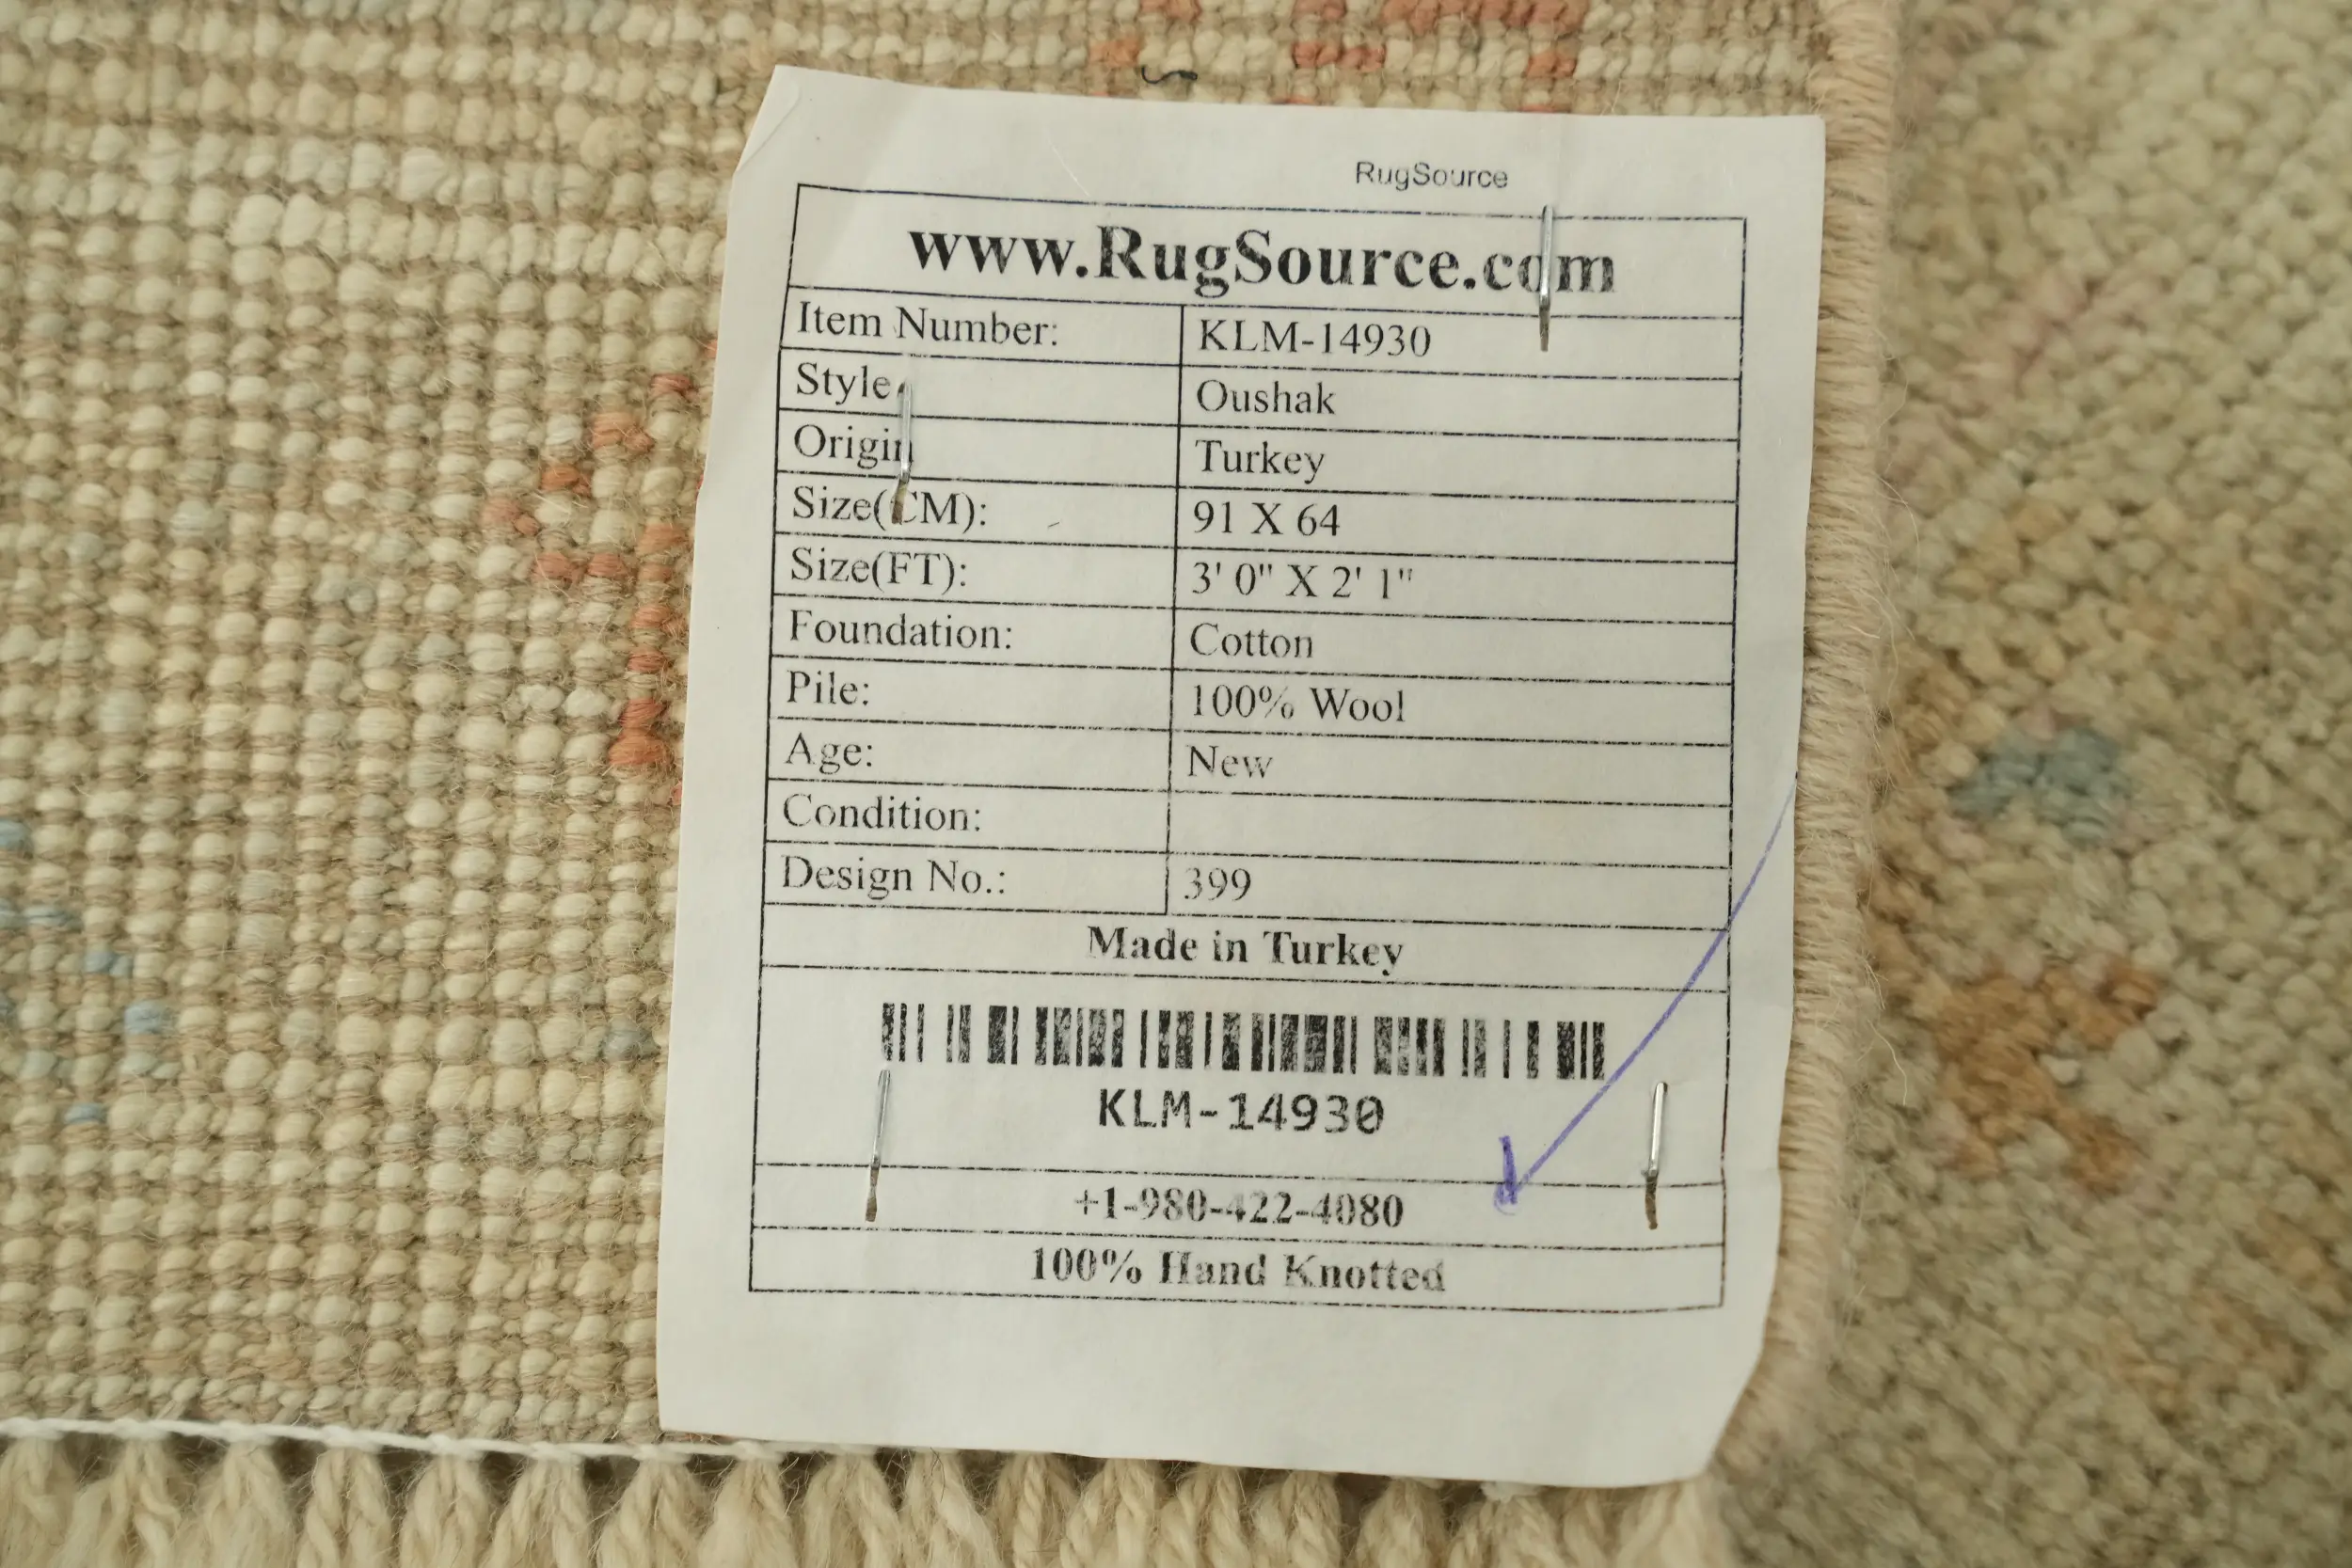 RugSource
www.RugSource.com
Item Number: KLM-14930
Style Oushak
Origin Turkey
Size(CM): 91 X 64
Size(FT): 3' 0" X 2' 1"
Foundation: Cotton
Pile: 100% Wool
Age: New
Condition:
Design No.: 399
Made in Turkey
KLM-14930
+1-980-422-4080
100% Hand Knotted